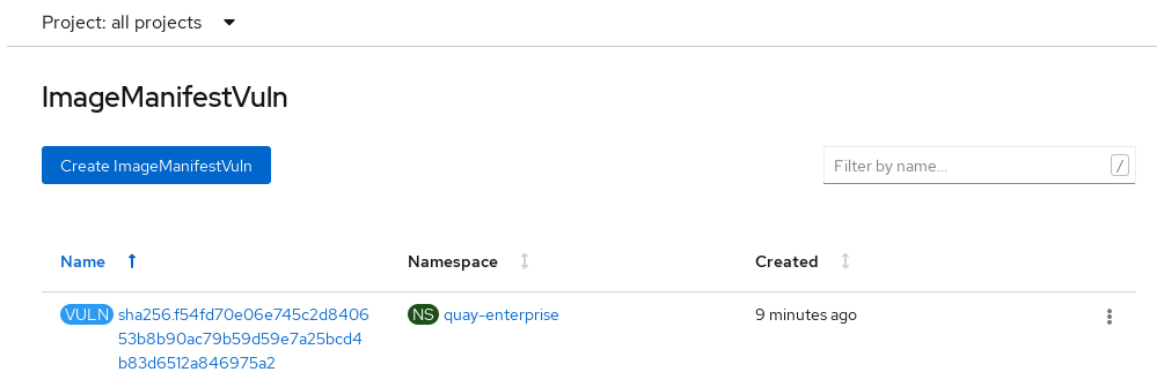 Project: all projects
ImageManifestVuln
Create ImageManifestVuln
Filter by name...
/
Name Namespace Created
VULN sha256.f54fd70e06e745c2d8406 NS quay-enterprise 9 minutes ago
53b8b90ac79b59d59e7a25bcd4
b83d6512a846975a2